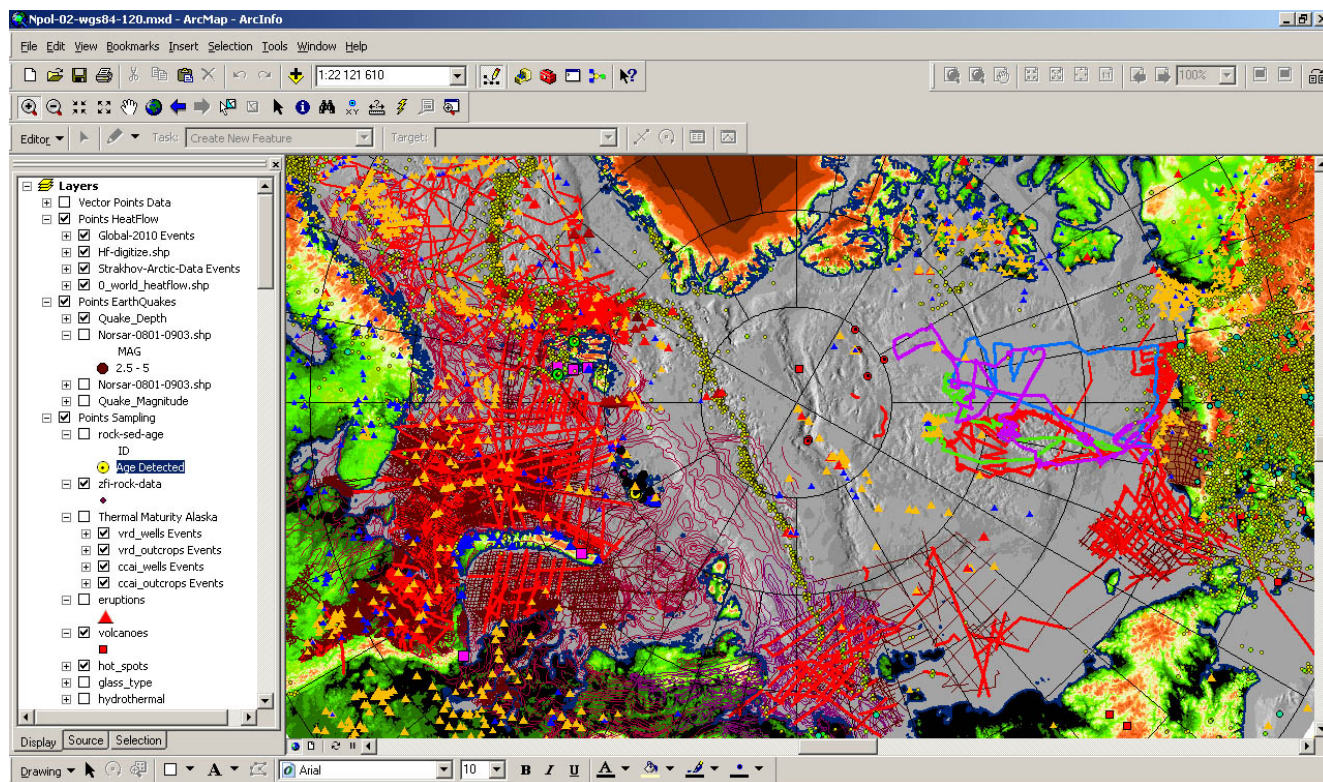 Npol-02-wgs84-120.mxd - ArcMap - ArcInfo
File Edit View Bookmarks Insert Selection Tools Window Help
1:22 121 610
100%
Editor Task: Create New Feature Target:
Layers
Vector Points Data
Points HeatFlow
Global-2010 Events
Hf-digitize.shp
Strakhov-Arctic-Data Events
0_world_heatflow.shp
Points EarthQuakes
Quake_Depth
Norsar-0801-0903.shp
MAG
2.5 - 5
Norsar-0801-0903.shp
Quake_Magnitude
Points Sampling
rock-sed-age
ID
Age Detected
zfi-rock-data
Thermal Maturity Alaska
vrd_wells Events
vrd_outcrops Events
ccai_wells Events
ccai_outcrops Events
eruptions
volcanoes
hot_spots
glass_type
hydrothermal
Display Source Selection
Drawing A Arial 10 B I U A